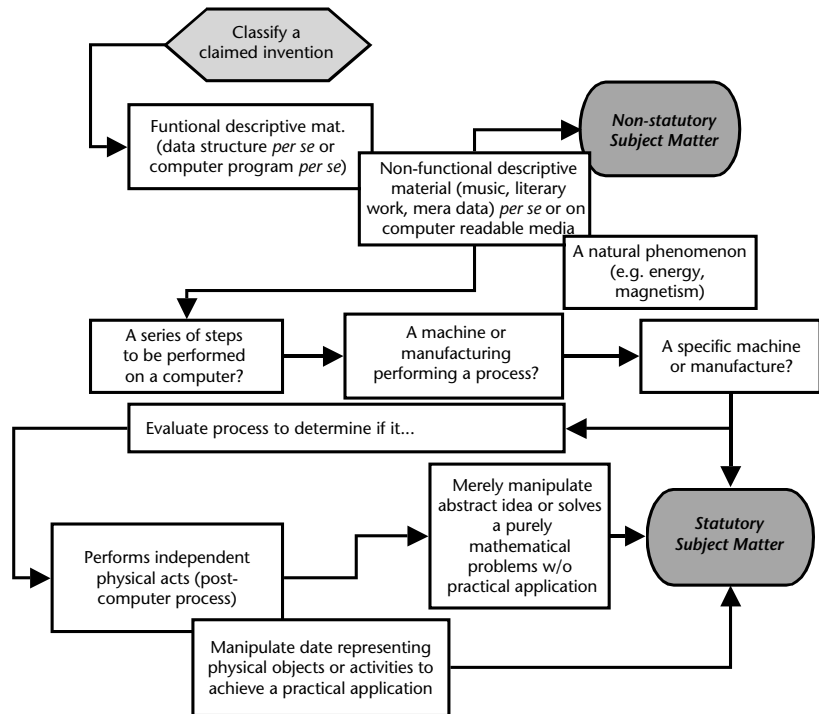 Classify a
claimed invention
Funtional descriptive mat.
(data structure per se or
computer program per se)
Non-statutory
Subject Matter
Non-functional descriptive
material (music, literary
work, mera data) per se or on
computer readable media
A natural phenomenon
(e.g. energy,
magnetism)
A series of steps
to be performed
on a computer?
A machine or
manufacturing
performing a process?
A specific machine
or manufacture?
Evaluate process to determine if it...
Merely manipulate
abstract idea or solves
a purely
mathematical
problems w/o
practical application
Statutory
Subject Matter
Performs independent
physical acts (post-
computer process)
Manipulate date representing
physical objects or activities to
achieve a practical application